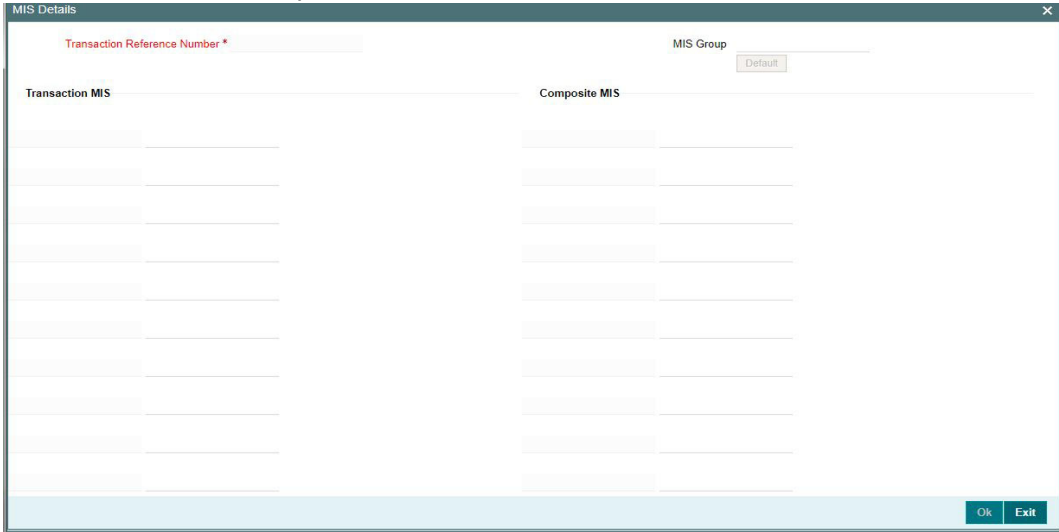 MIS Details
Transaction Reference Number *
MIS Group
Default
Transaction MIS
Composite MIS
Ok
Exit